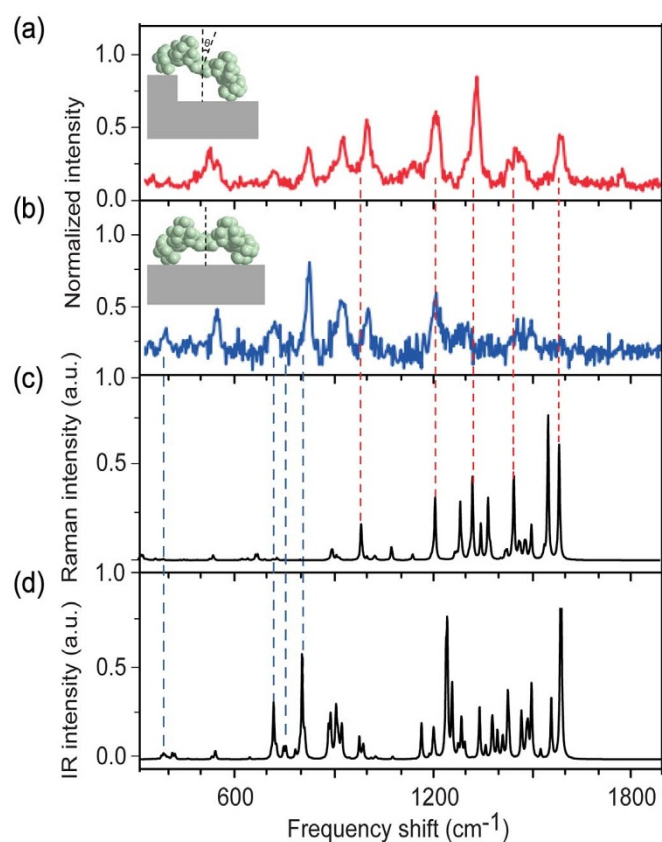 (a)
θ
1.0
0.5
0.0
Normalized intensity
(b)
1.0
0.5
(c)
1.0
0.5
Raman intensity (a.u.)
(d)
1.0
0.5
0.0
IR intensity (a.u.)
600
1200
1800
Frequency shift (cm⁻¹)